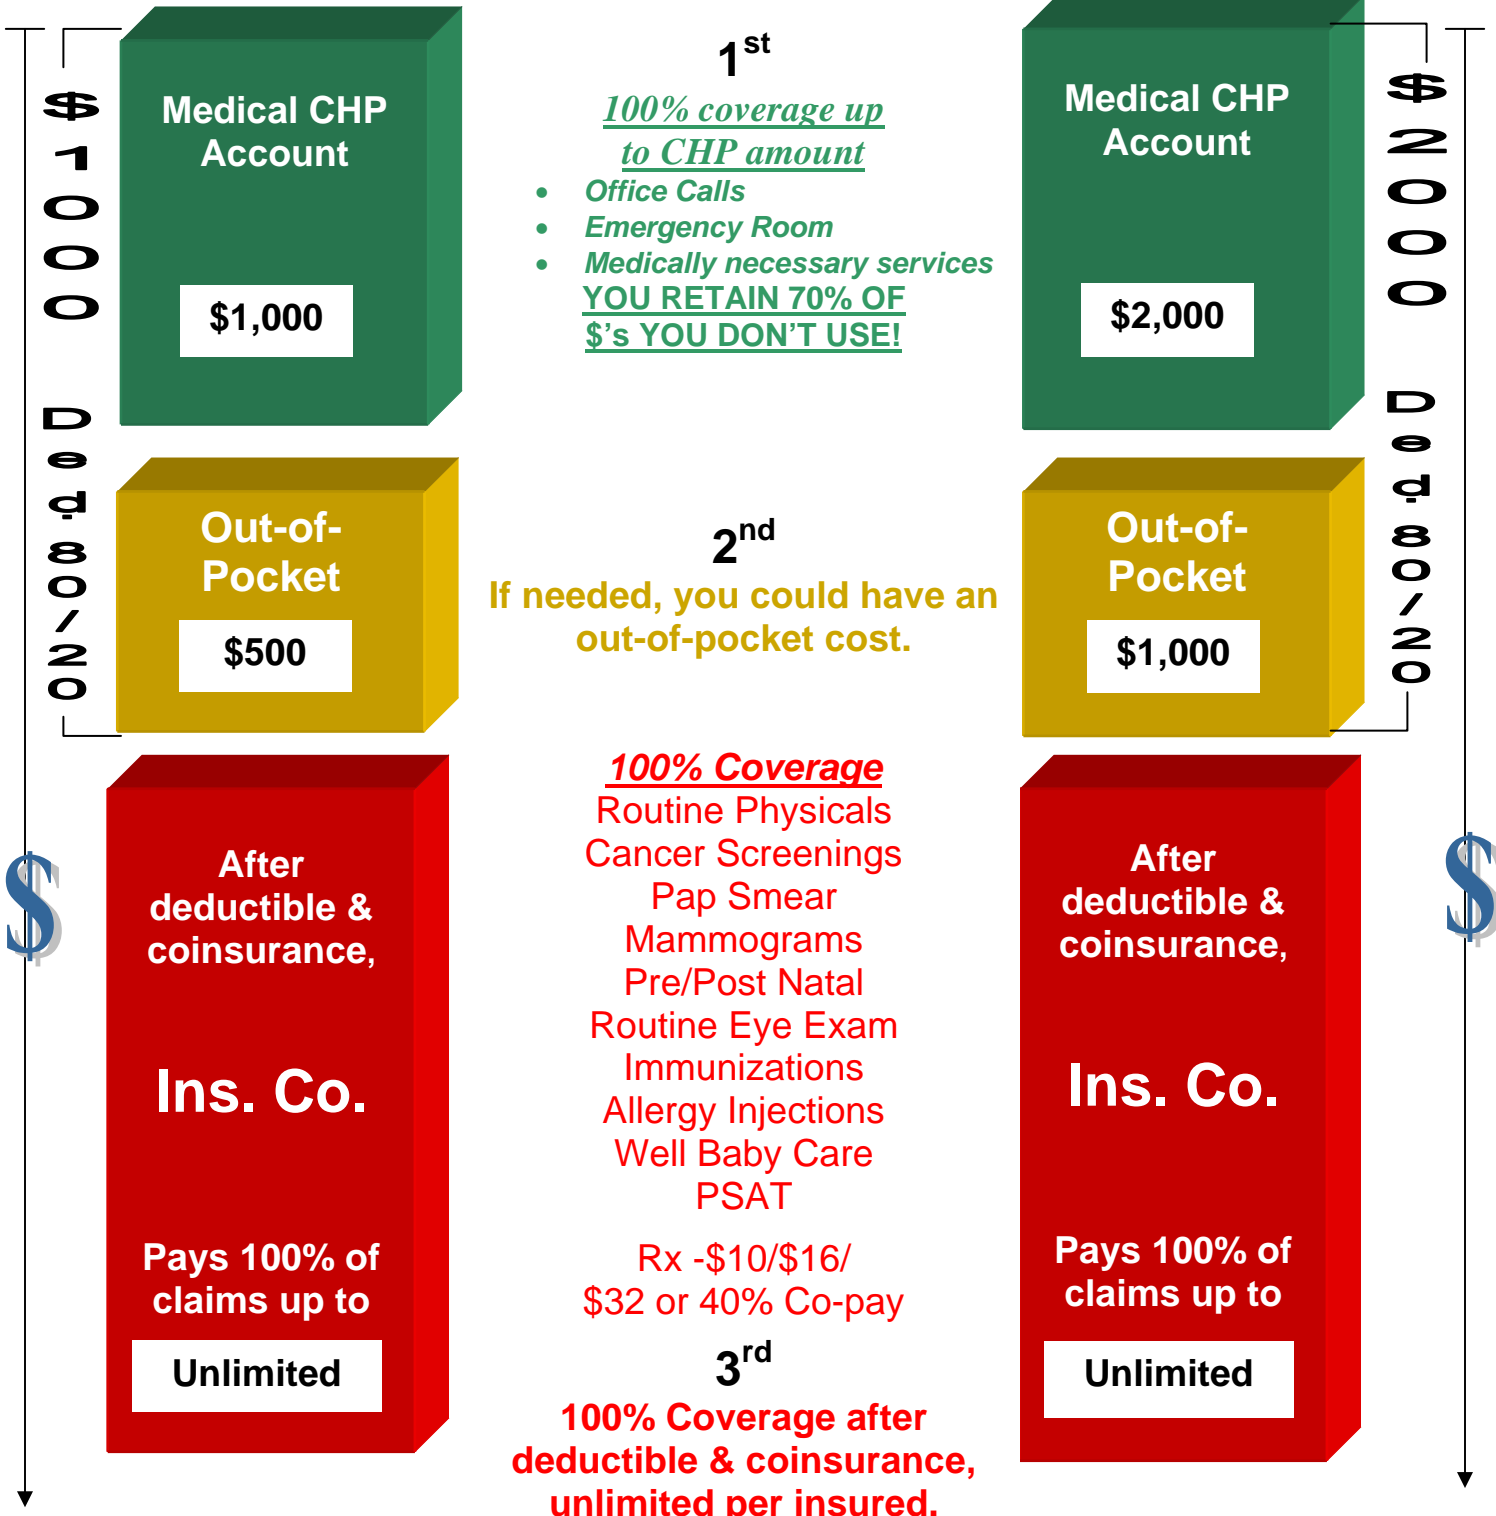 $1000 Ded. 80/20
Medical CHP
Account
$1,000
Out-of-
Pocket
$500
After
deductible &
coinsurance,
Ins. Co.
Pays 100% of
claims up to
Unlimited
$
1st
100% coverage up
to CHP amount
• Office Calls
• Emergency Room
• Medically necessary services
YOU RETAIN 70% OF
$'s YOU DON'T USE!
2nd
If needed, you could have an
out-of-pocket cost.
100% Coverage
Routine Physicals
Cancer Screenings
Pap Smear
Mammograms
Pre/Post Natal
Routine Eye Exam
Immunizations
Allergy Injections
Well Baby Care
PSAT
Rx -$10/$16/
$32 or 40% Co-pay
3rd
100% Coverage after
deductible & coinsurance,
unlimited per insured.
Medical CHP
Account
$2,000
Out-of-
Pocket
$1,000
After
deductible &
coinsurance,
Ins. Co.
Pays 100% of
claims up to
Unlimited
$2000 Ded. 80/20
$